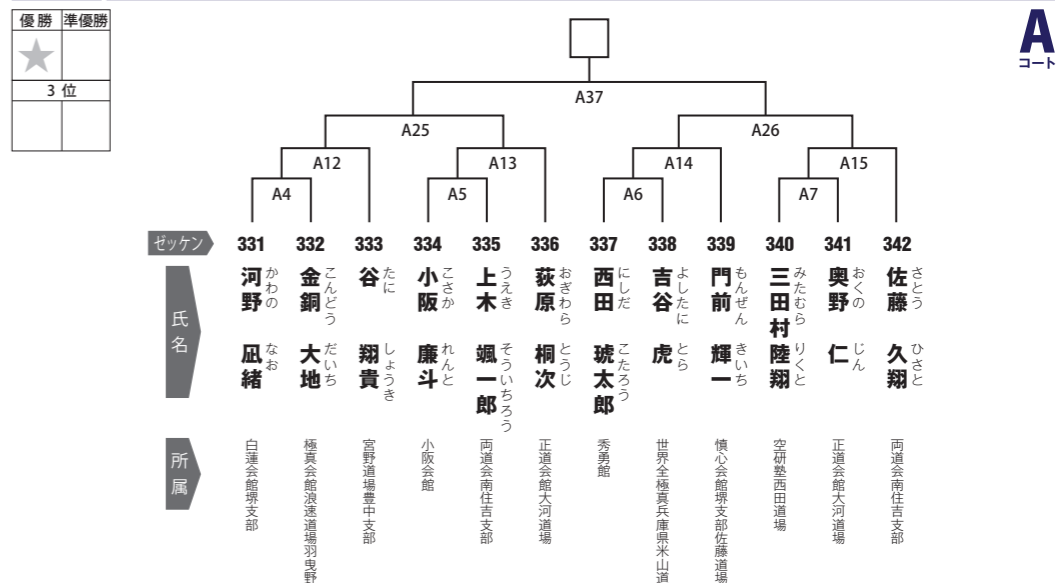 優勝 準優勝
★
3 位
A
コート
A37
A25 A26
A12 A13 A14 A15
A4 A5 A6 A7
ゼッケン 331 332 333 334 335 336 337 338 339 340 341 342
氏名
河野 凪緒 かわの なお
金銅 大地 こんどう だいち
谷 翔貴 たに しょうき
小阪 廉斗 こさか れんと
上木 颯一郎 うえき そういちろう
荻原 桐次 おぎわら とうじ
西田 琥太郎 にしだ こたろう
吉谷 虎 よしたに とら
門前 輝一 もんぜん きいち
三田村 陸翔 みたむら りくと
奥野 仁 おくの じん
佐藤 久翔 さとう ひさと
所属
白蓮会館堺支部
極真会館浪速道場羽曳野
宮野道場豊中支部
小阪会館
両道会南住吉支部
正道会館大河道場
秀勇館
世界全極真兵庫県米山道
慎心会館堺支部佐藤道場
空研塾西田道場
正道会館大河道場
両道会南住吉支部